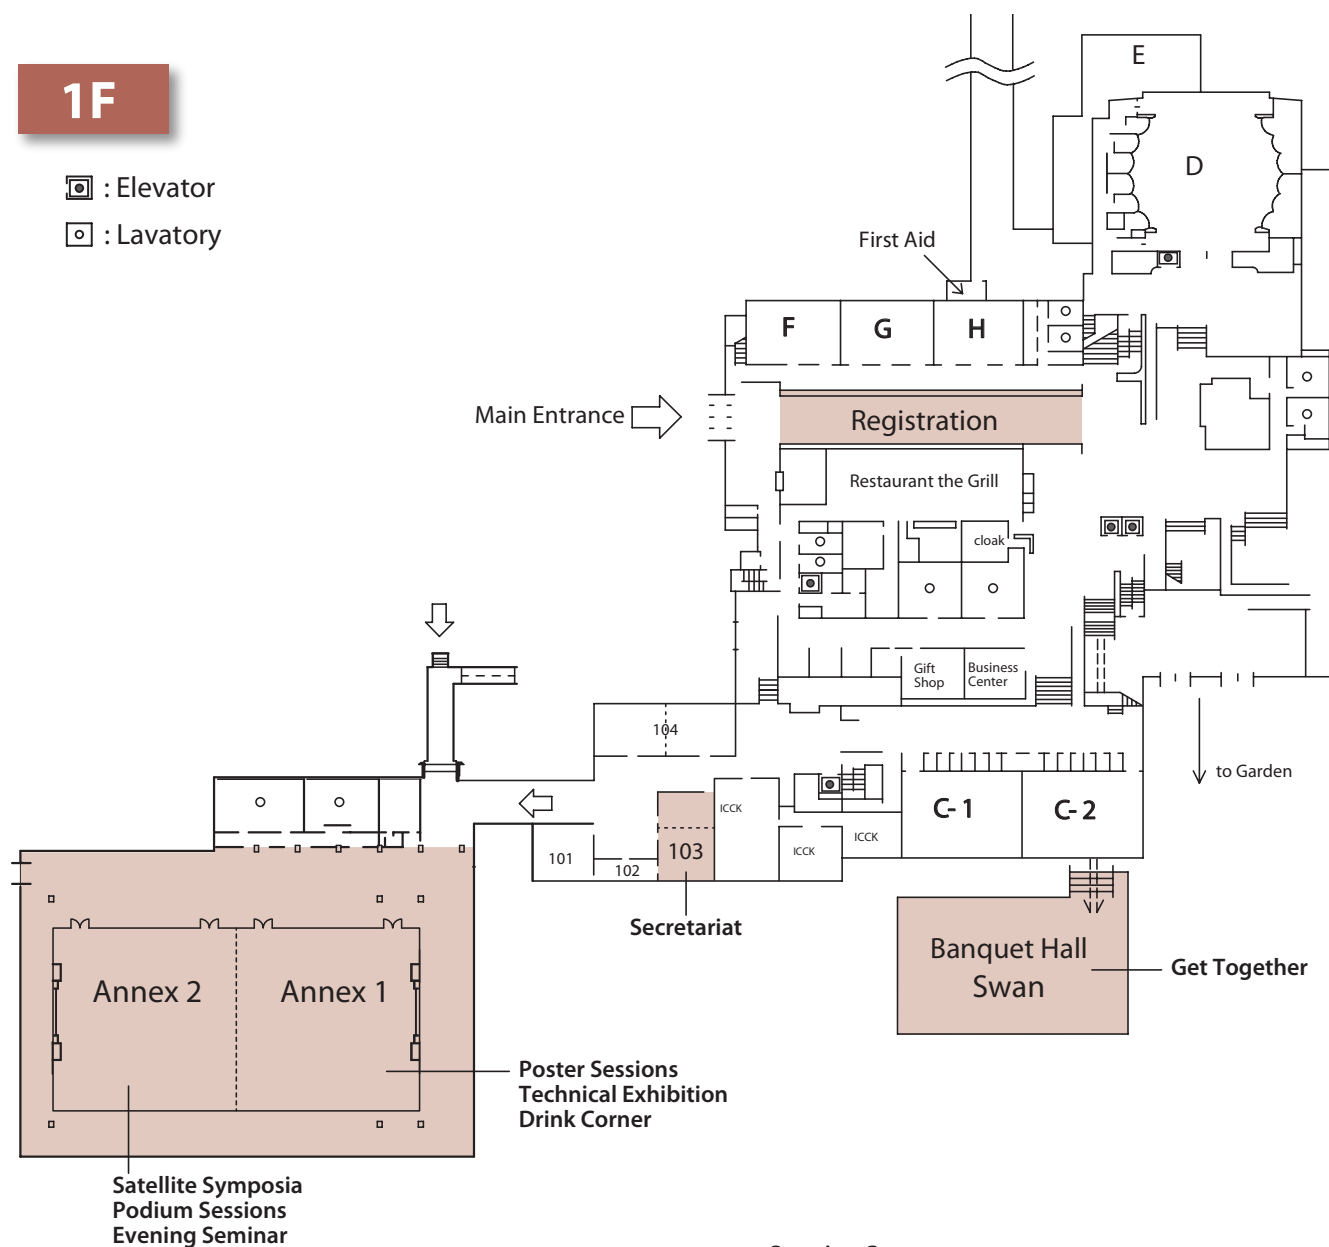 1F
: Elevator
: Lavatory
E
D
First Aid
F
G
H
Main Entrance
Registration
Restaurant the Grill
cloak
Gift
Shop
Business
Center
104
to Garden
C-1
C-2
ICCK
ICCK
ICCK
101
102
103
Secretariat
Banquet Hall
Swan
Get Together
Annex 2
Annex 1
Poster Sessions
Technical Exhibition
Drink Corner
Satellite Symposia
Podium Sessions
Evening Seminar